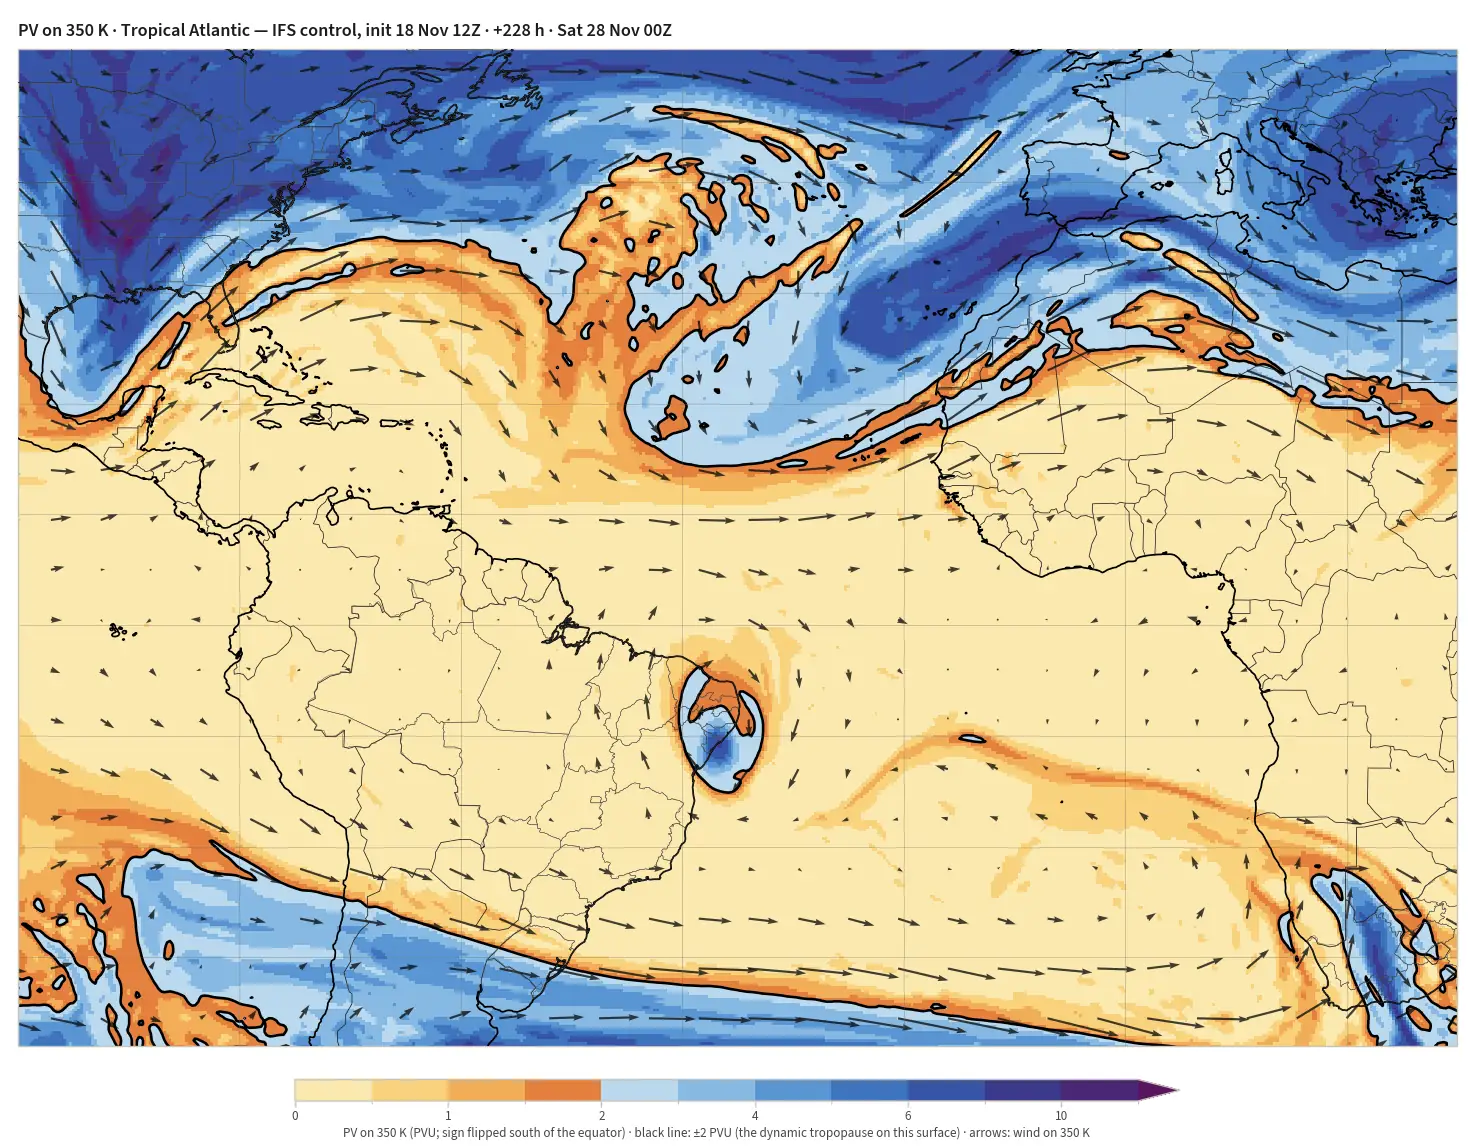 PV on 350 K · Tropical Atlantic — IFS control, init 18 Nov 12Z · +228 h · Sat 28 Nov 00Z
0 1 2 4 6 10
PV on 350 K (PVU; sign flipped south of the equator) · black line: ±2 PVU (the dynamic tropopause on this surface) · arrows: wind on 350 K